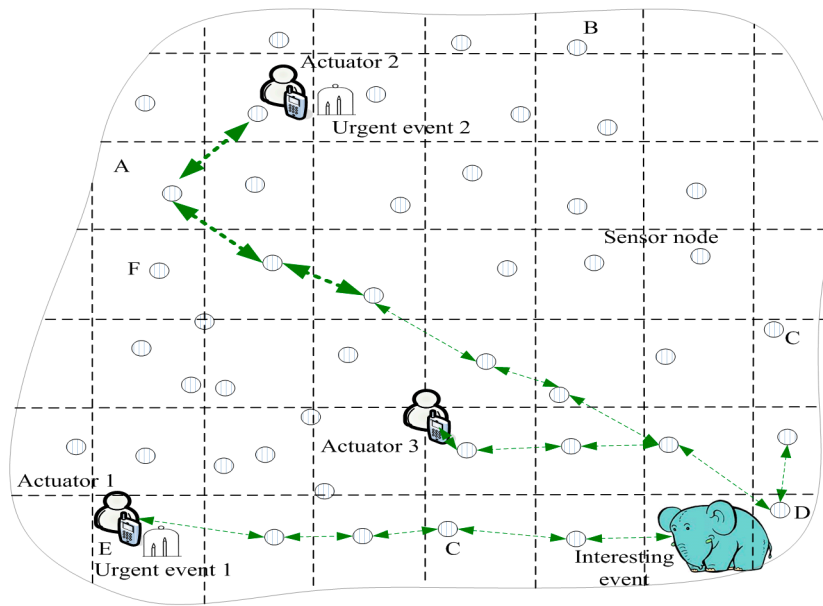 B
Actuator 2
Urgent event 2
A
Sensor node
F
C
Actuator 3
Actuator 1
D
E
C
Interesting
event
Urgent event 1